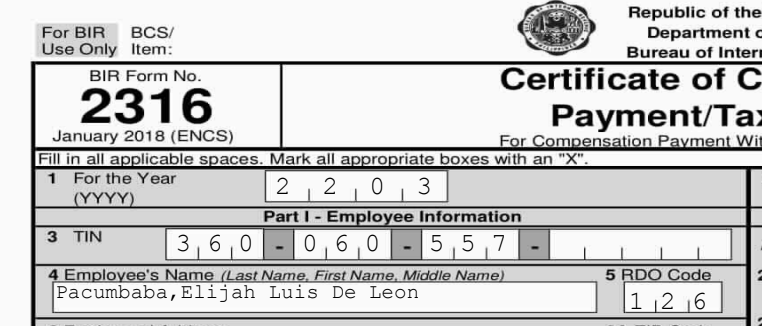 Republic of the
For BIR BCS/
Department
Use Only Item:
Bureau of
BIR Form No.
2316
January 2018 (ENCS)
Certificate of C
Payment/Ta
For Compensation Payment Wit
Fill in all applicable spaces. Mark all appropriate boxes with an "X".
1 For the Year
(YYYY)
2 2 0 3
Part I - Employee Information
3 TIN 3 6 0 - 0 6 0 - 5 5 7 -
4 Employee's Name (Last Name, First Name, Middle Name) 5 RDO Code
Pacumbaba,Elijah Luis De Leon 1 2 6